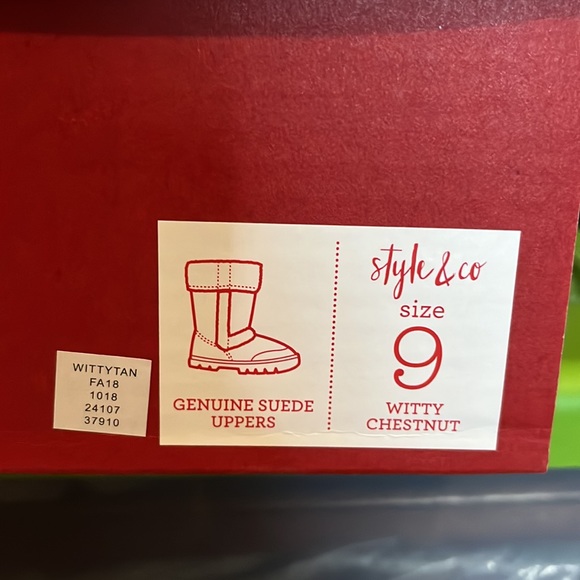 WITTYTAN
FA18
1018
24107
37910
GENUINE SUEDE
UPPERS
style & co
size
9
WITTY
CHESTNUT